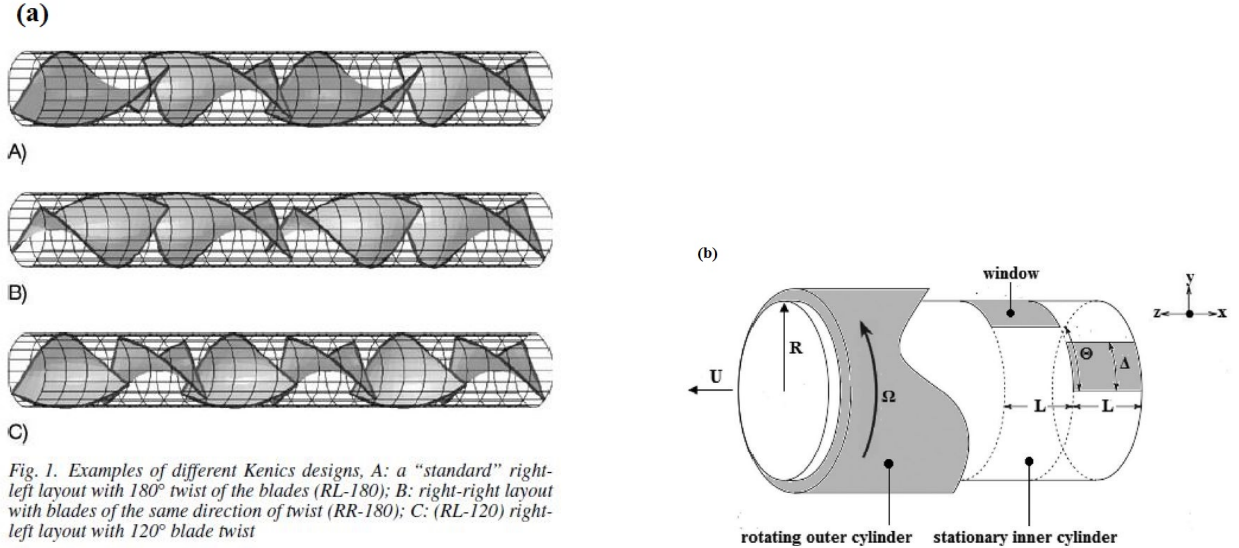 (a)
A)
B)
C)
Fig. 1. Examples of different Kenics designs, A: a “standard” right-
left layout with 180° twist of the blades (RL-180); B: right-right layout
with blades of the same direction of twist (RR-180); C: (RL-120) right-
left layout with 120° blade twist
(b)
window
y
z
x
R
Θ
Δ
U
Ω
L
L
rotating outer cylinder
stationary inner cylinder